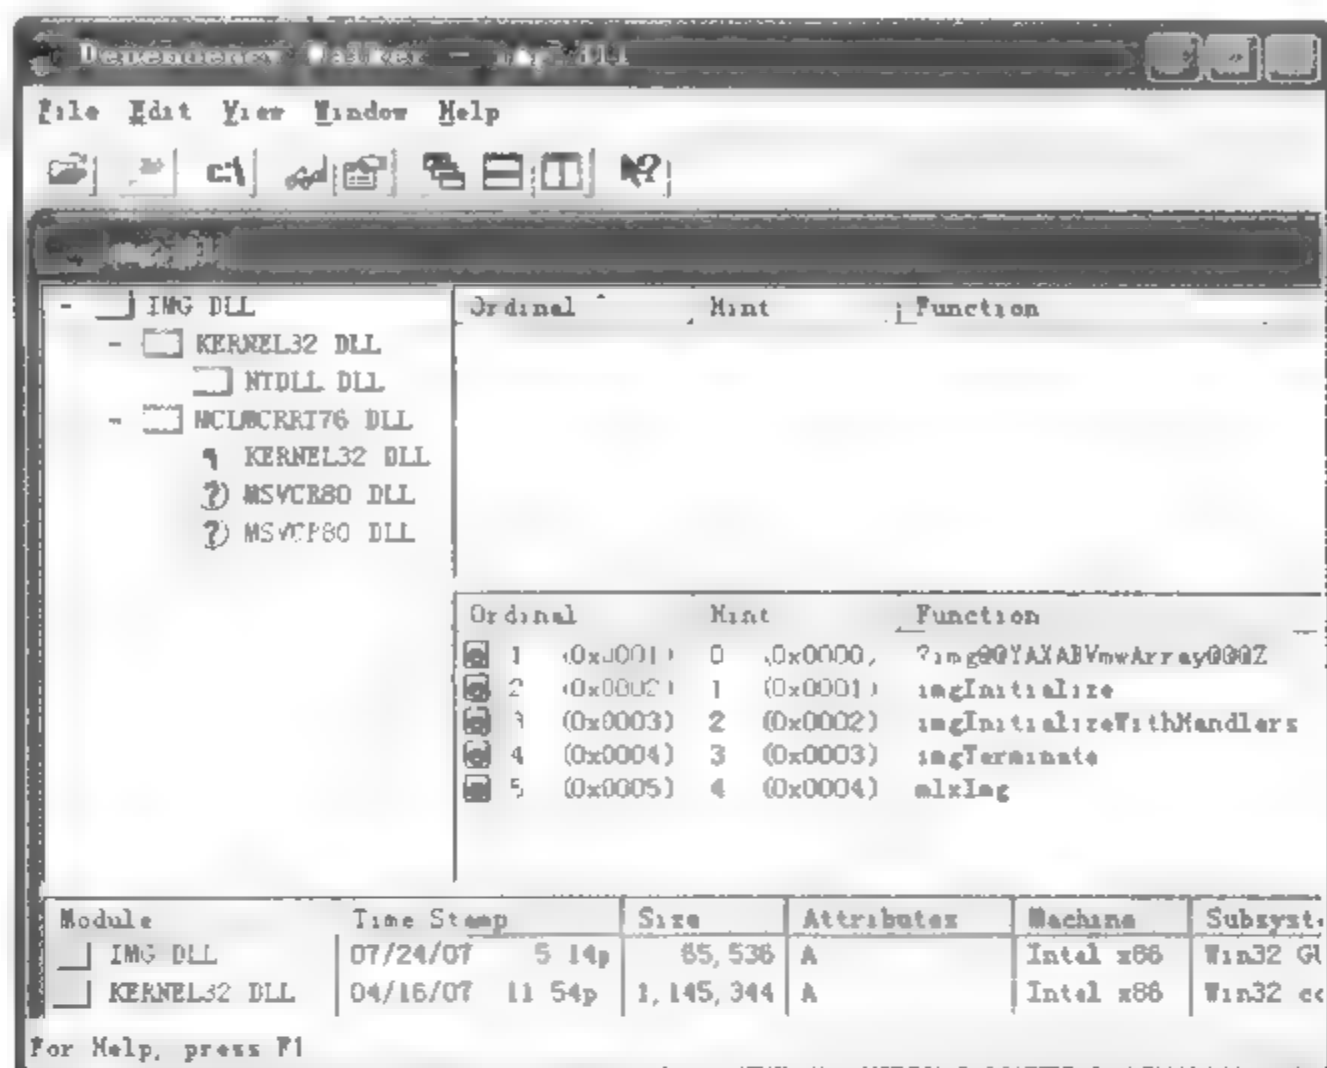 Dependency Walker -
File Edit View Window Help
c:\
- IMG DLL
- KERNEL32 DLL
NTDLL DLL
- MCLMCRRT76 DLL
KERNEL32 DLL
MSVCR80 DLL
MSVCP80 DLL
Ordinal ^ Hint Function
Ordinal Hint Function
1 (0x0001) 0 (0x0000) ?img@@YAXABVmwArray@@@Z
2 (0x0002) 1 (0x0001) imgInitialize
3 (0x0003) 2 (0x0002) imgInitializeWithHandlers
4 (0x0004) 3 (0x0003) imgTerminate
5 (0x0005) 4 (0x0004) mlxImg
Module Time Stamp Size Attributes Machine Subsyst
IMG DLL 07/24/07 5 14p 65,536 A Intel x86 Win32 GU
KERNEL32 DLL 04/16/07 11 54p 1,145,344 A Intel x86 Win32 co
For Help, press F1